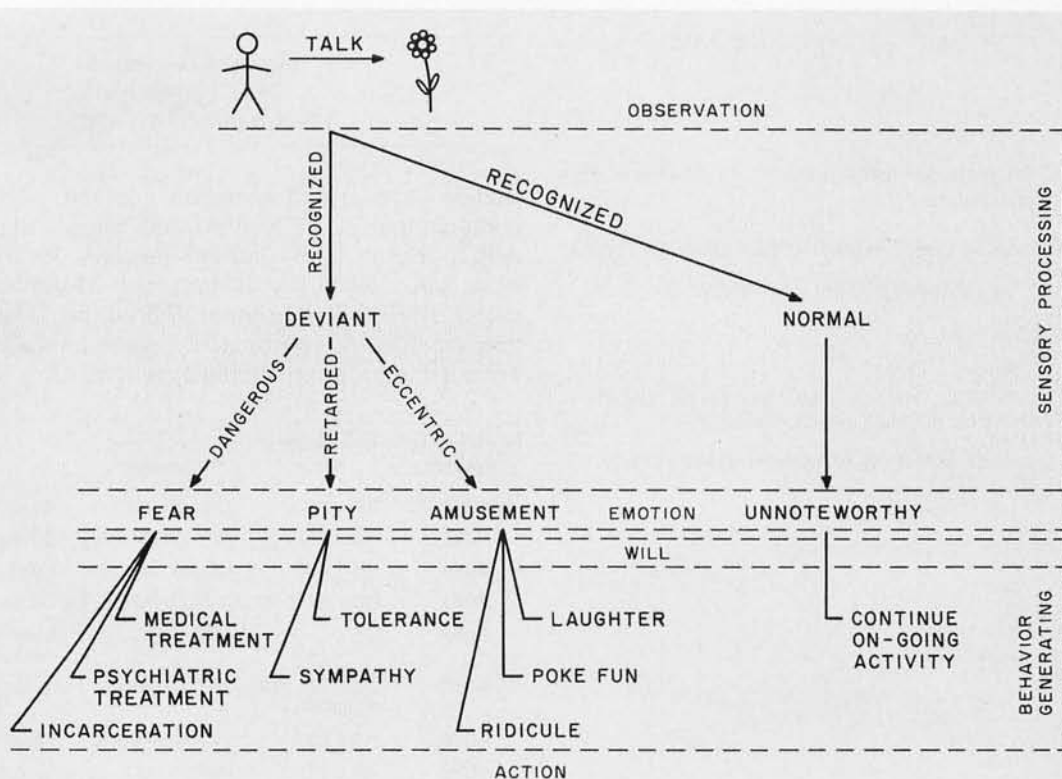 TALK
OBSERVATION
RECOGNIZED
RECOGNIZED
SENSORY PROCESSING
DEVIANT
NORMAL
DANGEROUS
RETARDED
ECCENTRIC
FEAR
PITY
AMUSEMENT
EMOTION
UNNOTEWORTHY
WILL
MEDICAL
TREATMENT
TOLERANCE
LAUGHTER
CONTINUE
ON-GOING
ACTIVITY
PSYCHIATRIC
TREATMENT
SYMPATHY
POKE FUN
BEHAVIOR
GENERATING
INCARCERATION
RIDICULE
ACTION